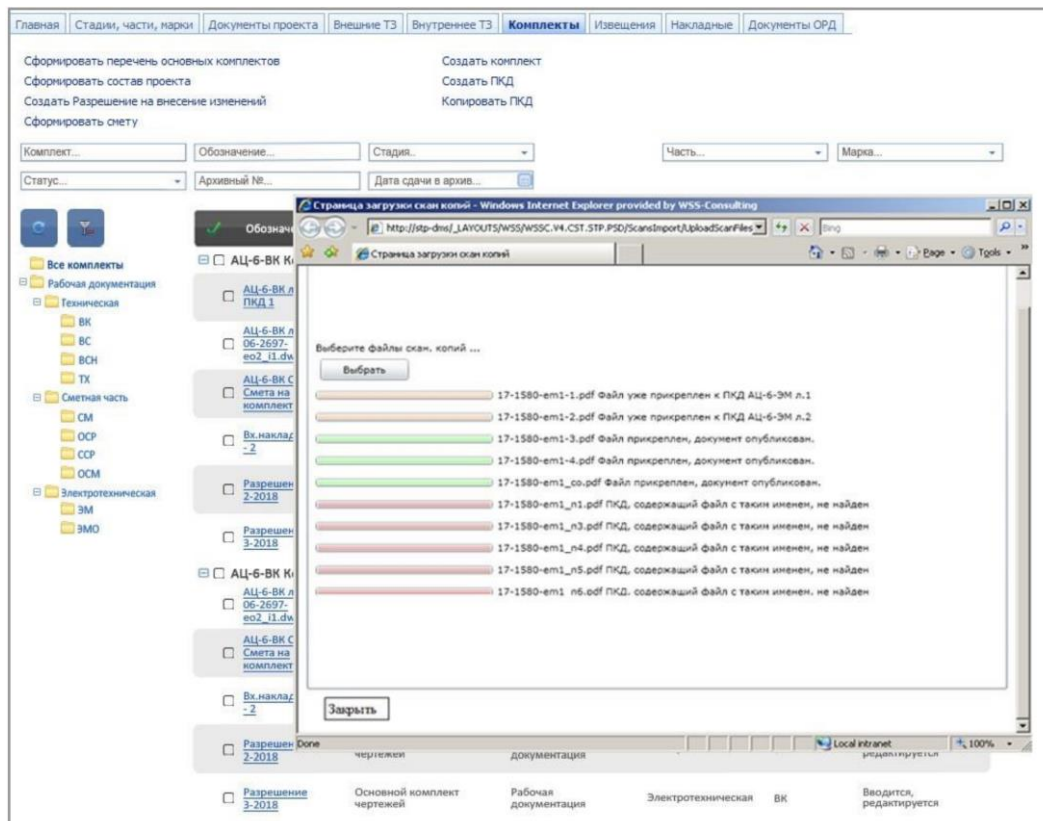 Главная Стадии, части, марки Документы проекта Внешние ТЗ Внутреннее ТЗ Комплекты Извещения Накладные Документы ОРД
Сформировать перечень основных комплектов Создать комплект
Сформировать состав проекта Создать ПКД
Создать Разрешение на внесение изменений Копировать ПКД
Сформировать смету
Комплект... Обозначение... Стадия.. Часть... Марка...
Статус... Архивный №... Дата сдачи в архив...
Обозначе
Все комплекты
Рабочая документация
Техническая
ВК
ВС
ВСН
ТХ
Сметная часть
СМ
ОСР
ССР
ОСМ
Электротехническая
ЭМ
ЭМО
АЦ-6-ВК Ко
АЦ-6-ВК л
ПКД 1
АЦ-6-ВК л
06-2697-
eo2_i1.dw
АЦ-6-ВК С
Смета на
комплект
Вх.наклад
- 2
Разрешен
2-2018
Разрешен
3-2018
АЦ-6-ВК Ко
АЦ-6-ВК л
06-2697-
eo2_i1.dw
АЦ-6-ВК С
Смета на
комплект
Вх.наклад
- 2
Разрешен
2-2018
чертежей документация редактируется
Разрешение Основной комплект Рабочая Электротехническая ВК Вводится,
3-2018 чертежей документация редактируется
Страница загрузки скан копий - Windows Internet Explorer provided by WSS-Consulting
http://stp-dms/_LAYOUTS/WSS/WSSC.V4.CST.STP.PSD/ScansImport/UploadScanFiles Bing
Страница загрузки скан копий Page Tools
Выберите файлы скан. копий ...
Выбрать
17-1580-em1-1.pdf Файл уже прикреплен к ПКД АЦ-6-ЭМ л.1
17-1580-em1-2.pdf Файл уже прикреплен к ПКД АЦ-6-ЭМ л.2
17-1580-em1-3.pdf Файл прикреплен, документ опубликован.
17-1580-em1-4.pdf Файл прикреплен, документ опубликован.
17-1580-em1_co.pdf Файл прикреплен, документ опубликован.
17-1580-em1_n1.pdf ПКД, содержащий файл с таким именем, не найден
17-1580-em1_n3.pdf ПКД, содержащий файл с таким именем, не найден
17-1580-em1_n4.pdf ПКД, содержащий файл с таким именем, не найден
17-1580-em1_n5.pdf ПКД, содержащий файл с таким именем, не найден
17-1580-em1_n6.pdf ПКД, содержащий файл с таким именем, не найден
Закрыть
Done Local intranet 100%